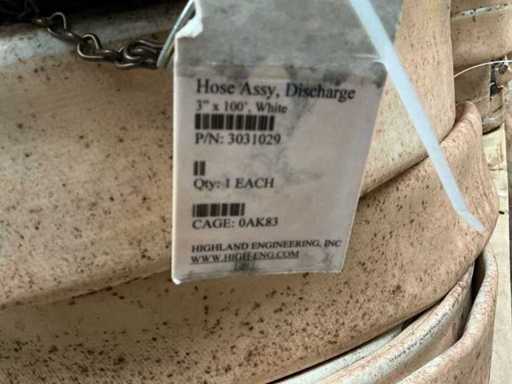 Hose Assy, Discharge
3" x 100', White
P/N: 3031029
Qty: 1 EACH
CAGE: 0AK83
HIGHLAND ENGINEERING, INC
WWW.HIGH-ENG.COM